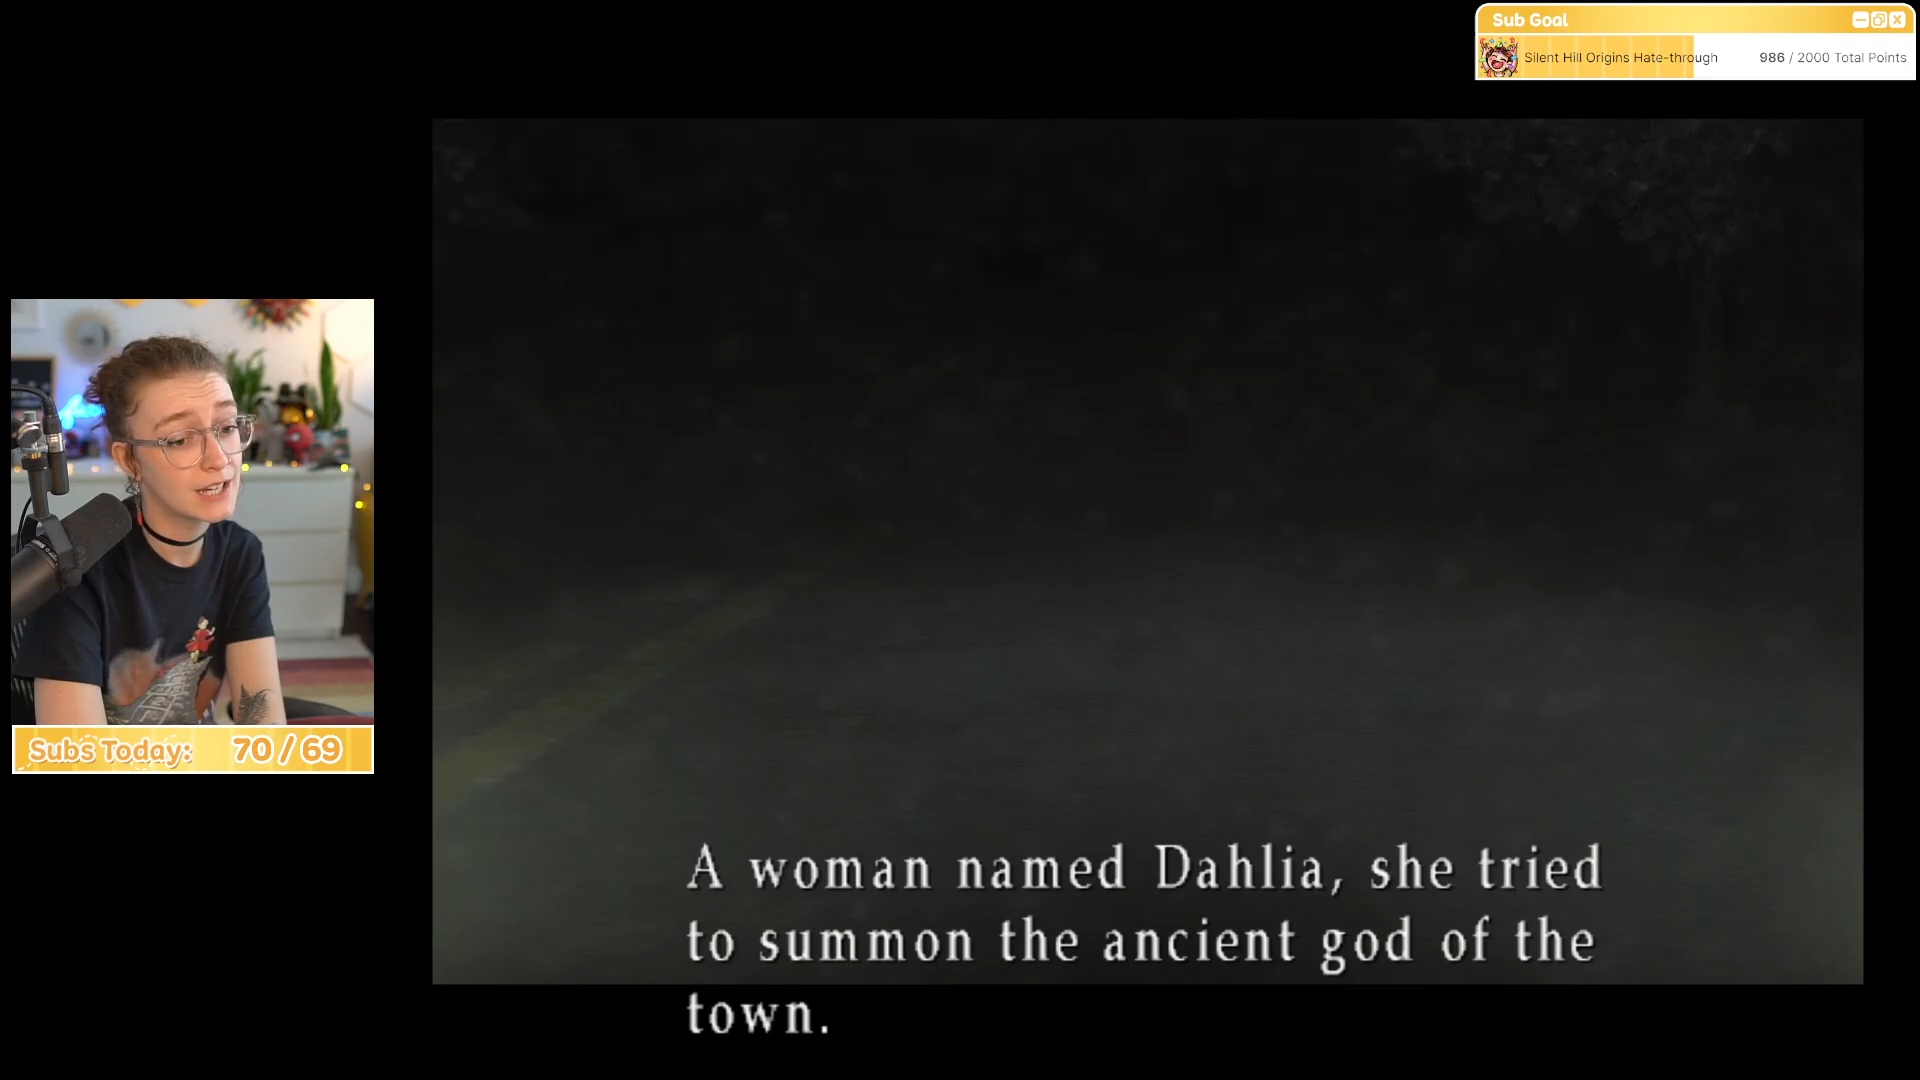 Sub Goal
Silent Hill Origins Hate-through 986 / 2000 Total Points
Subs Today: 70 / 69
A woman named Dahlia, she tried
to summon the ancient god of the
town.